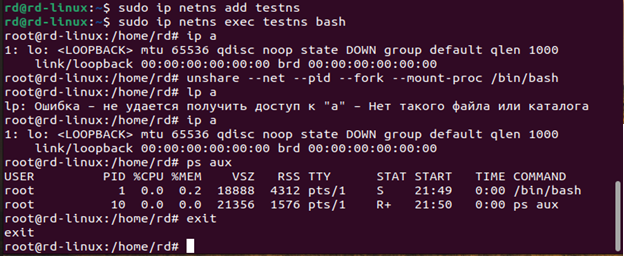 rd@rd-linux:~$ sudo ip netns add testns
rd@rd-linux:~$ sudo ip netns exec testns bash
root@rd-linux:/home/rd# ip a
1: lo: <LOOPBACK> mtu 65536 qdisc noop state DOWN group default qlen 1000
    link/loopback 00:00:00:00:00:00 brd 00:00:00:00:00:00
root@rd-linux:/home/rd# unshare --net --pid --fork --mount-proc /bin/bash
root@rd-linux:/home/rd# lp a
lp: Ошибка – не удается получить доступ к "a" – Нет такого файла или каталога
root@rd-linux:/home/rd# ip a
1: lo: <LOOPBACK> mtu 65536 qdisc noop state DOWN group default qlen 1000
    link/loopback 00:00:00:00:00:00 brd 00:00:00:00:00:00
root@rd-linux:/home/rd# ps aux
USER         PID %CPU %MEM    VSZ   RSS TTY      STAT START   TIME COMMAND
root           1  0.0  0.2  18888  4312 pts/1    S    21:49   0:00 /bin/bash
root          10  0.0  0.0  21356  1576 pts/1    R+   21:50   0:00 ps aux
root@rd-linux:/home/rd# exit
exit
root@rd-linux:/home/rd#